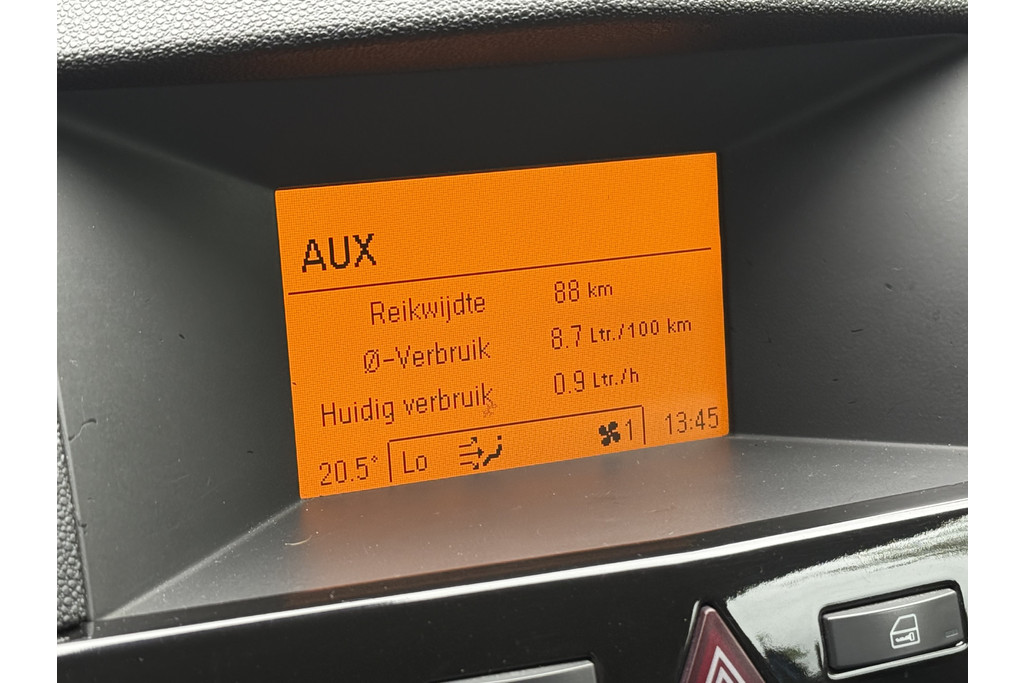 AUX
Reikwijdte 88 km
Ø-Verbruik 8.7 Ltr./100 km
Huidig verbruik 0.9 Ltr./h
20.5° Lo 1 13:45